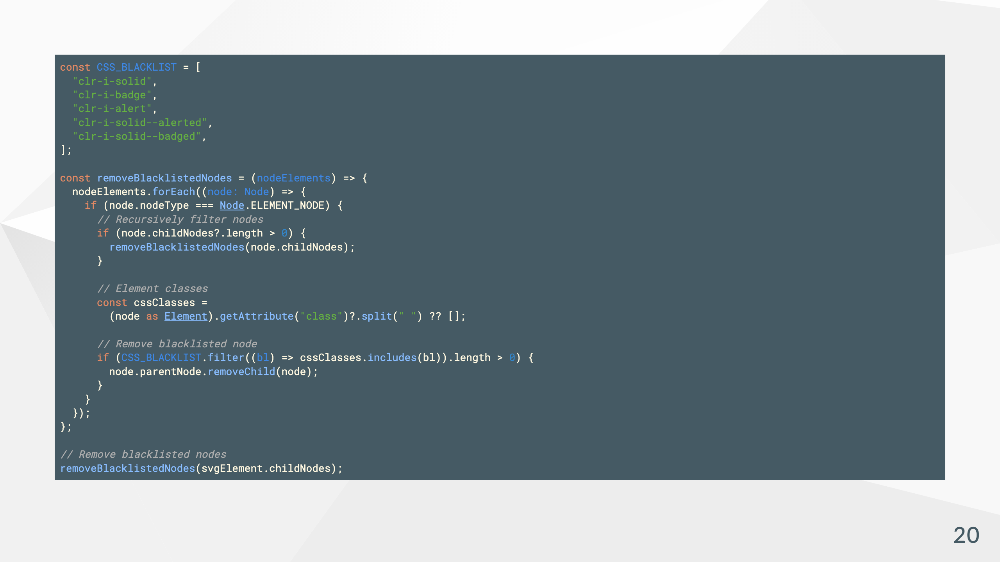 const CSS_BLACKLIST = [
  "clr-i-solid",
  "clr-i-badge",
  "clr-i-alert",
  "clr-i-solid--alerted",
  "clr-i-solid--badged",
];

const removeBlacklistedNodes = (nodeElements) => {
  nodeElements.forEach((node: Node) => {
    if (node.nodeType === Node.ELEMENT_NODE) {
      // Recursively filter nodes
      if (node.childNodes?.length > 0) {
        removeBlacklistedNodes(node.childNodes);
      }

      // Element classes
      const cssClasses =
        (node as Element).getAttribute("class")?.split(" ") ?? [];

      // Remove blacklisted node
      if (CSS_BLACKLIST.filter((bl) => cssClasses.includes(bl)).length > 0) {
        node.parentNode.removeChild(node);
      }
    }
  });
};

// Remove blacklisted nodes
removeBlacklistedNodes(svgElement.childNodes);
20